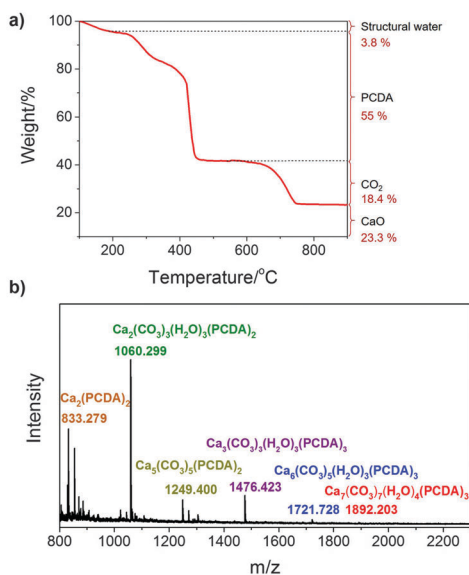 a)
100
80
60
40
20
Weight/%
200
400
600
800
Temperature/°C
Structural water
3.8 %
PCDA
55 %
CO₂
18.4 %
CaO
23.3 %
b)
Intensity
Ca₂(CO₃)₃(H₂O)₃(PCDA)₂
1060.299
Ca₂(PCDA)₂
833.279
Ca₃(CO₃)₃(H₂O)₃(PCDA)₃
1476.423
Ca₅(CO₃)₅(PCDA)₂
1249.400
Ca₆(CO₃)₅(H₂O)₃(PCDA)₃
1721.728
Ca₇(CO₃)₇(H₂O)₄(PCDA)₃
1892.203
800
1000
1200
1400
1600
1800
2000
2200
m/z